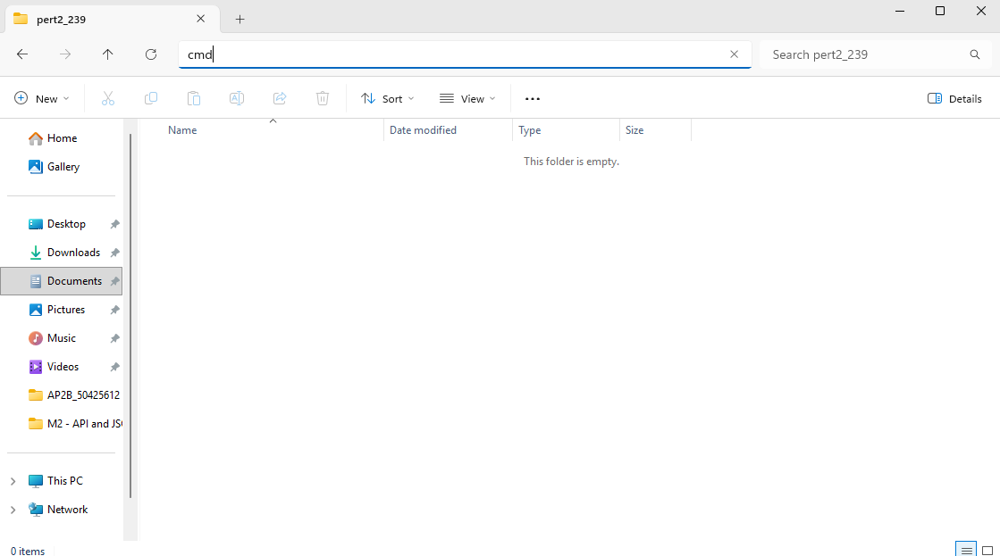 pert2_239
cmd
Search pert2_239
New
Sort
View
Details
Name
Date modified
Type
Size
This folder is empty.
Home
Gallery
Desktop
Downloads
Documents
Pictures
Music
Videos
AP2B_50425612
M2 - API and JS
This PC
Network
0 items